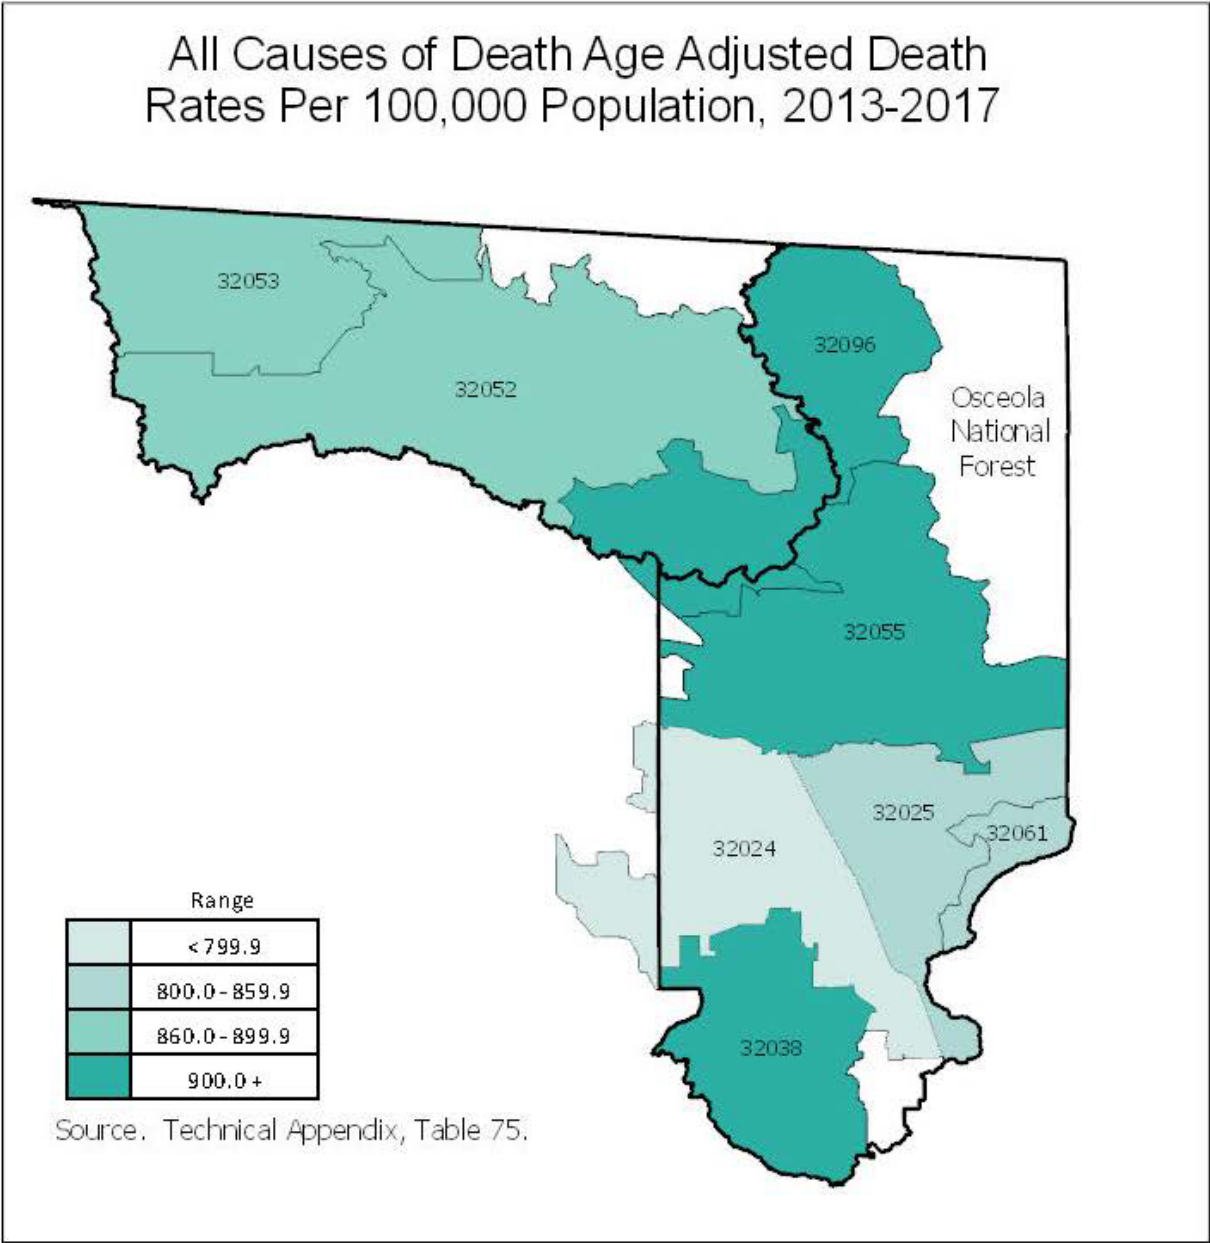 All Causes of Death Age Adjusted Death
Rates Per 100,000 Population, 2013-2017
32053
32096
32052
Osceola
National
Forest
32055
32025
32061
32024
32038
Range
<799.9
800.0-859.9
860.0-899.9
900.0+
Source. Technical Appendix, Table 75.